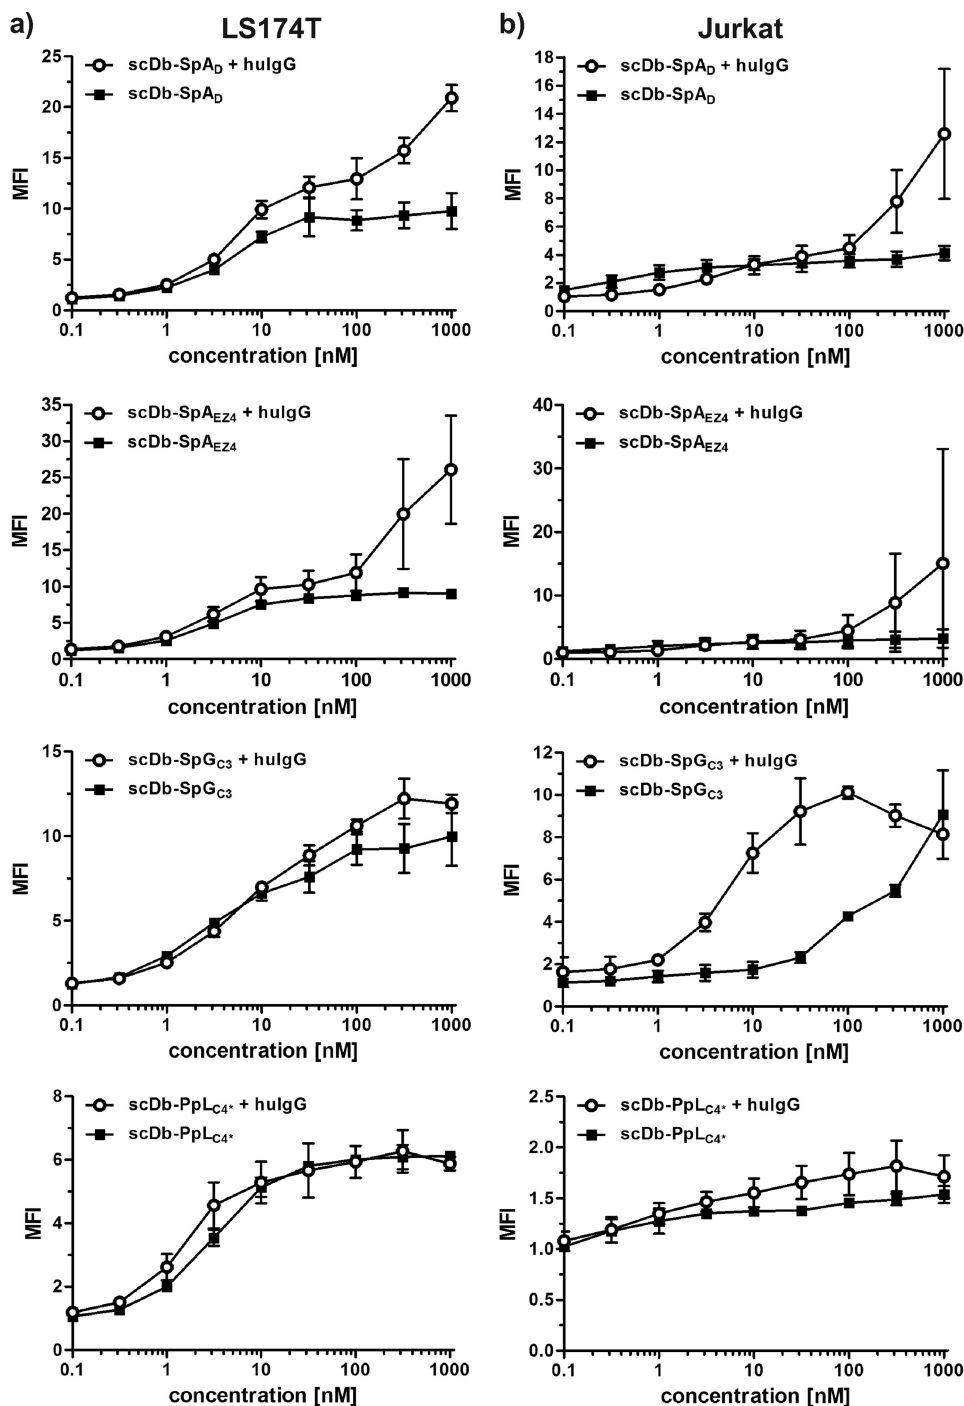 a) LS174T
b) Jurkat
scDb-SpA_D + huIgG
scDb-SpA_D
MFI
25
20
15
10
5
0
0.1 1 10 100 1000
concentration [nM]
scDb-SpA_D + huIgG
scDb-SpA_D
MFI
18
16
14
12
10
8
6
4
2
0
0.1 1 10 100 1000
concentration [nM]
scDb-SpA_EZ4 + huIgG
scDb-SpA_EZ4
MFI
35
30
25
20
15
10
5
0
0.1 1 10 100 1000
concentration [nM]
scDb-SpA_EZ4 + huIgG
scDb-SpA_EZ4
MFI
40
30
20
10
0
0.1 1 10 100 1000
concentration [nM]
scDb-SpG_C3 + huIgG
scDb-SpG_C3
MFI
15
10
5
0
0.1 1 10 100 1000
concentration [nM]
scDb-SpG_C3 + huIgG
scDb-SpG_C3
MFI
12
10
8
6
4
2
0
0.1 1 10 100 1000
concentration [nM]
scDb-PpL_C4* + huIgG
scDb-PpL_C4*
MFI
8
6
4
2
0
0.1 1 10 100 1000
concentration [nM]
scDb-PpL_C4* + huIgG
scDb-PpL_C4*
MFI
2.5
2.0
1.5
1.0
0.5
0.0
0.1 1 10 100 1000
concentration [nM]